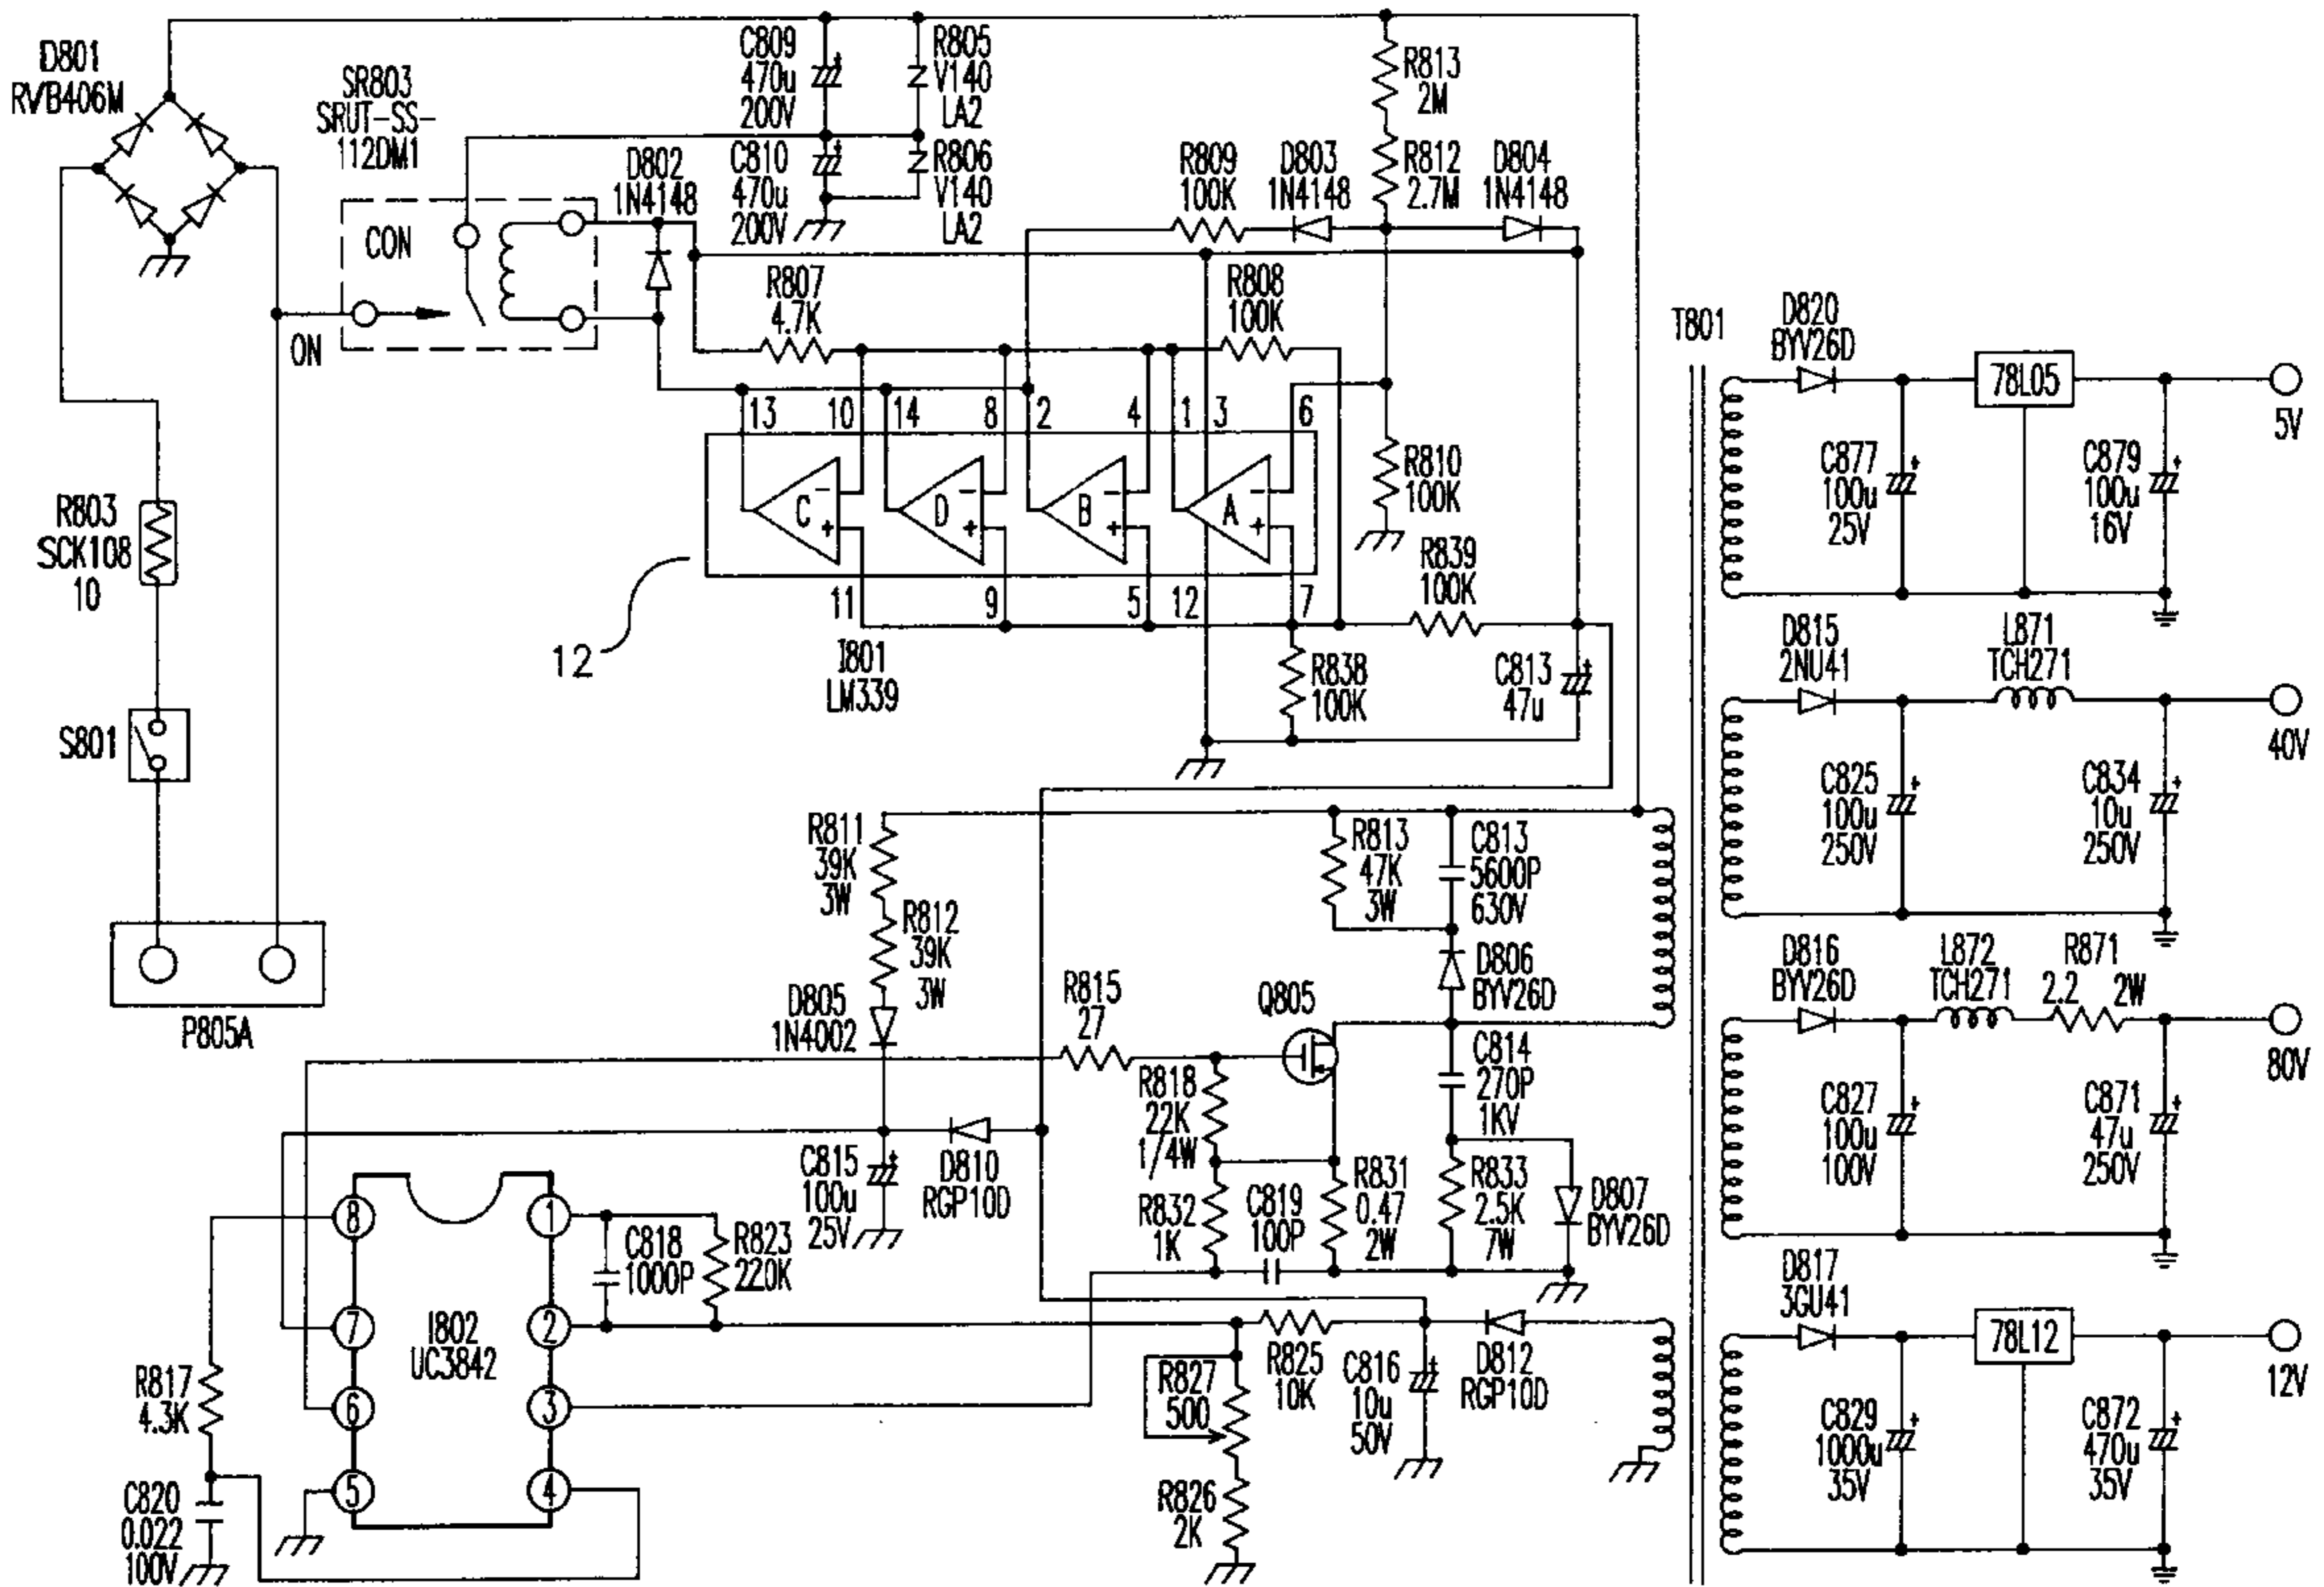 D801
RVB406M
SR803
SRUT-SS-
112DM1
CON
ON
D802
1N4148
C809
470u
200V
R805
V140
LA2
C810
470u
200V
R806
V140
LA2
R813
2M
R812
2.7M
R809
100K
D803
1N4148
D804
1N4148
R807
4.7K
R808
100K
13
10
14
8
2
4
1
3
6
C
D
B
A
-
+
-
+
-
+
-
+
11
9
5
12
7
R810
100K
R839
100K
12
I801
LM339
R838
100K
C813
47u
R803
SCK108
10
S801
P805A
T801
D820
BYV26D
78L05
5V
C877
100u
25V
C879
100u
16V
D815
2NU41
L871
TCH271
40V
C825
100u
250V
C834
10u
250V
D816
BYV26D
L872
TCH271
R871
2.2
2W
80V
C827
100u
100V
C871
47u
250V
D817
3GU41
78L12
12V
C829
1000u
35V
C872
470u
35V
R811
39K
3W
R812
39K
3W
D805
1N4002
R813
47K
3W
C813
5600P
630V
D806
BYV26D
R815
27
Q805
R818
22K
1/4W
C814
270P
1KV
C815
100u
25V
D810
RGP10D
R832
1K
C819
100P
R831
0.47
2W
R833
2.5K
7W
D807
BYV26D
8
1
7
2
6
3
5
4
I802
UC3842
C818
1000P
R823
220K
R817
4.3K
C820
0.022
100V
R827
500
R825
10K
C816
10u
50V
D812
RGP10D
R826
2K